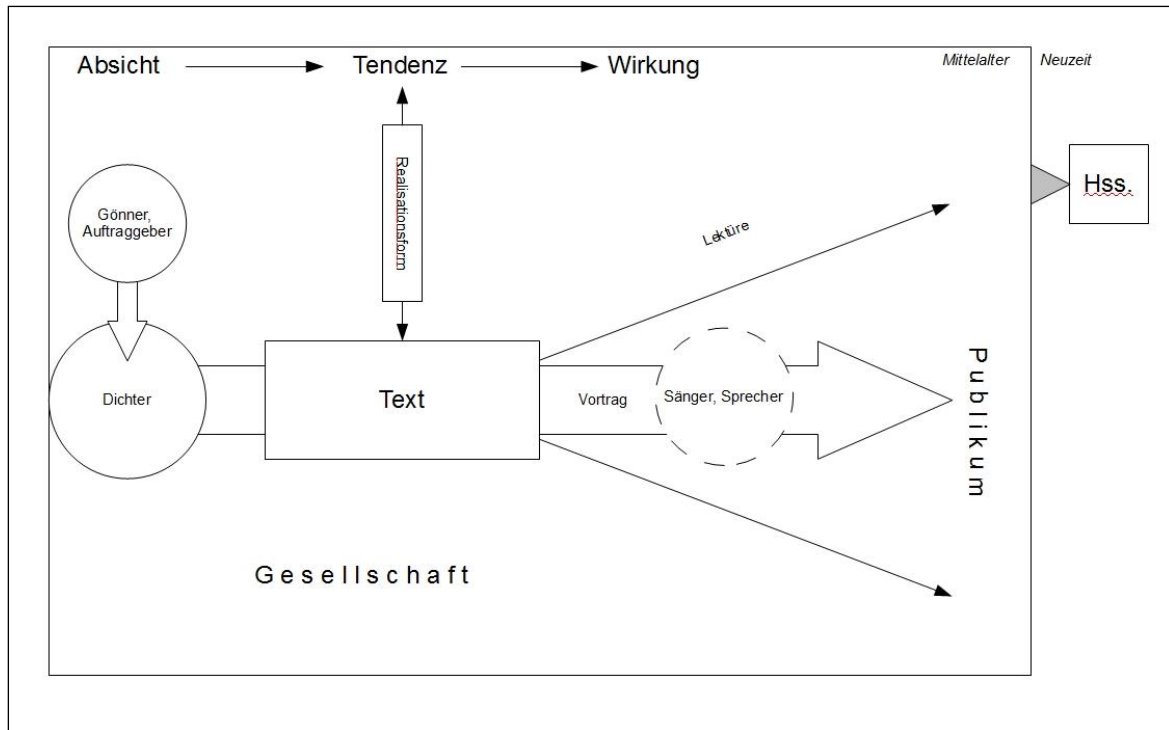 Absicht
Tendenz
Wirkung
Mittelalter
Neuzeit
Realisationsform
Hss.
Gönner,
Auftraggeber
Lektüre
Dichter
Text
Vortrag
Sänger, Sprecher
Publikum
Gesellschaft